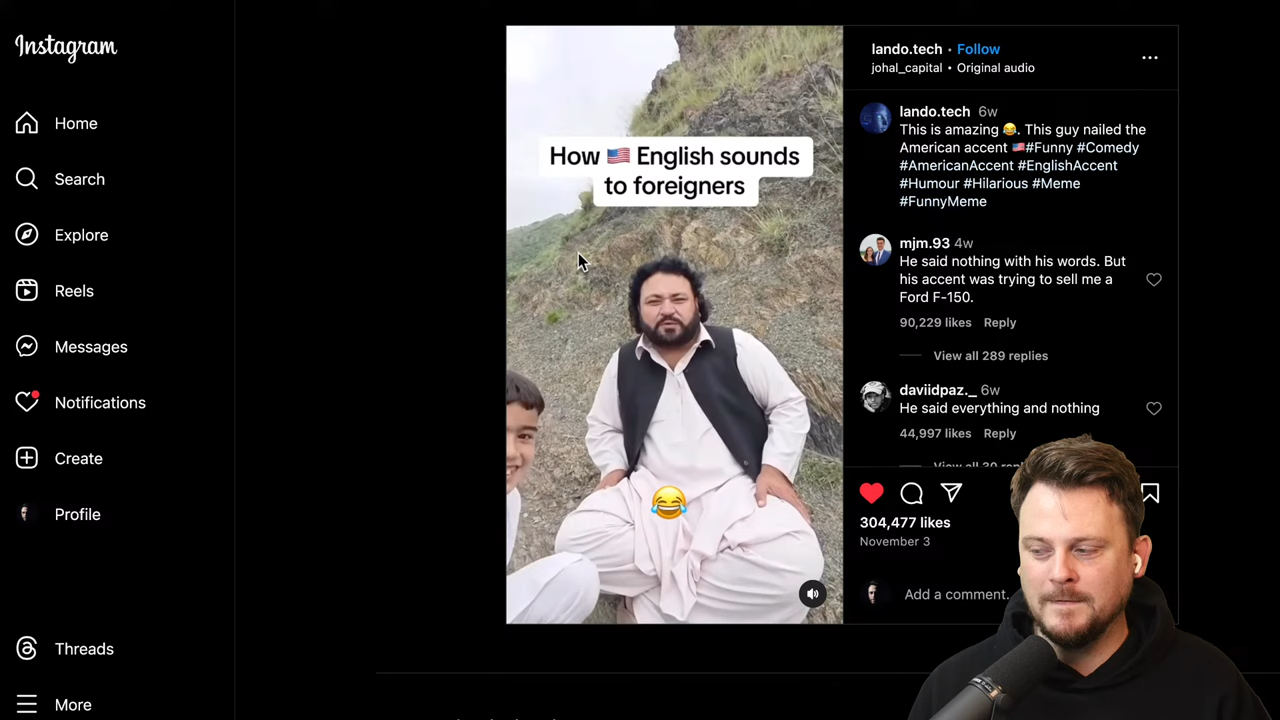 Instagram
Home
Search
Explore
Reels
Messages
Notifications
Create
Profile
Threads
More
How 🇺🇸 English sounds
to foreigners
😂
lando.tech • Follow
johal_capital • Original audio
lando.tech 6w
This is amazing 😂. This guy nailed the
American accent 🇺🇸#Funny #Comedy
#AmericanAccent #EnglishAccent
#Humour #Hilarious #Meme
#FunnyMeme
mjm.93 4w
He said nothing with his words. But
his accent was trying to sell me a
Ford F-150.
90,229 likes Reply
View all 289 replies
daviidpaz._ 6w
He said everything and nothing
44,997 likes Reply
304,477 likes
November 3
Add a comment.